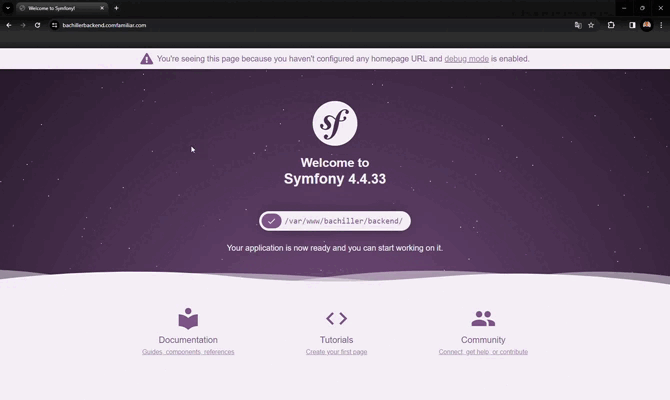 Welcome to Symfony!
bachillerbackend.comfamiliar.com
You're seeing this page because you haven't configured any homepage URL and debug mode is enabled.
sf
Welcome to
Symfony 4.4.33
/var/www/bachiller/backend/
Your application is now ready and you can start working on it.
Documentation
Guides, components, references
Tutorials
Create your first page
Community
Connect, get help, or contribute